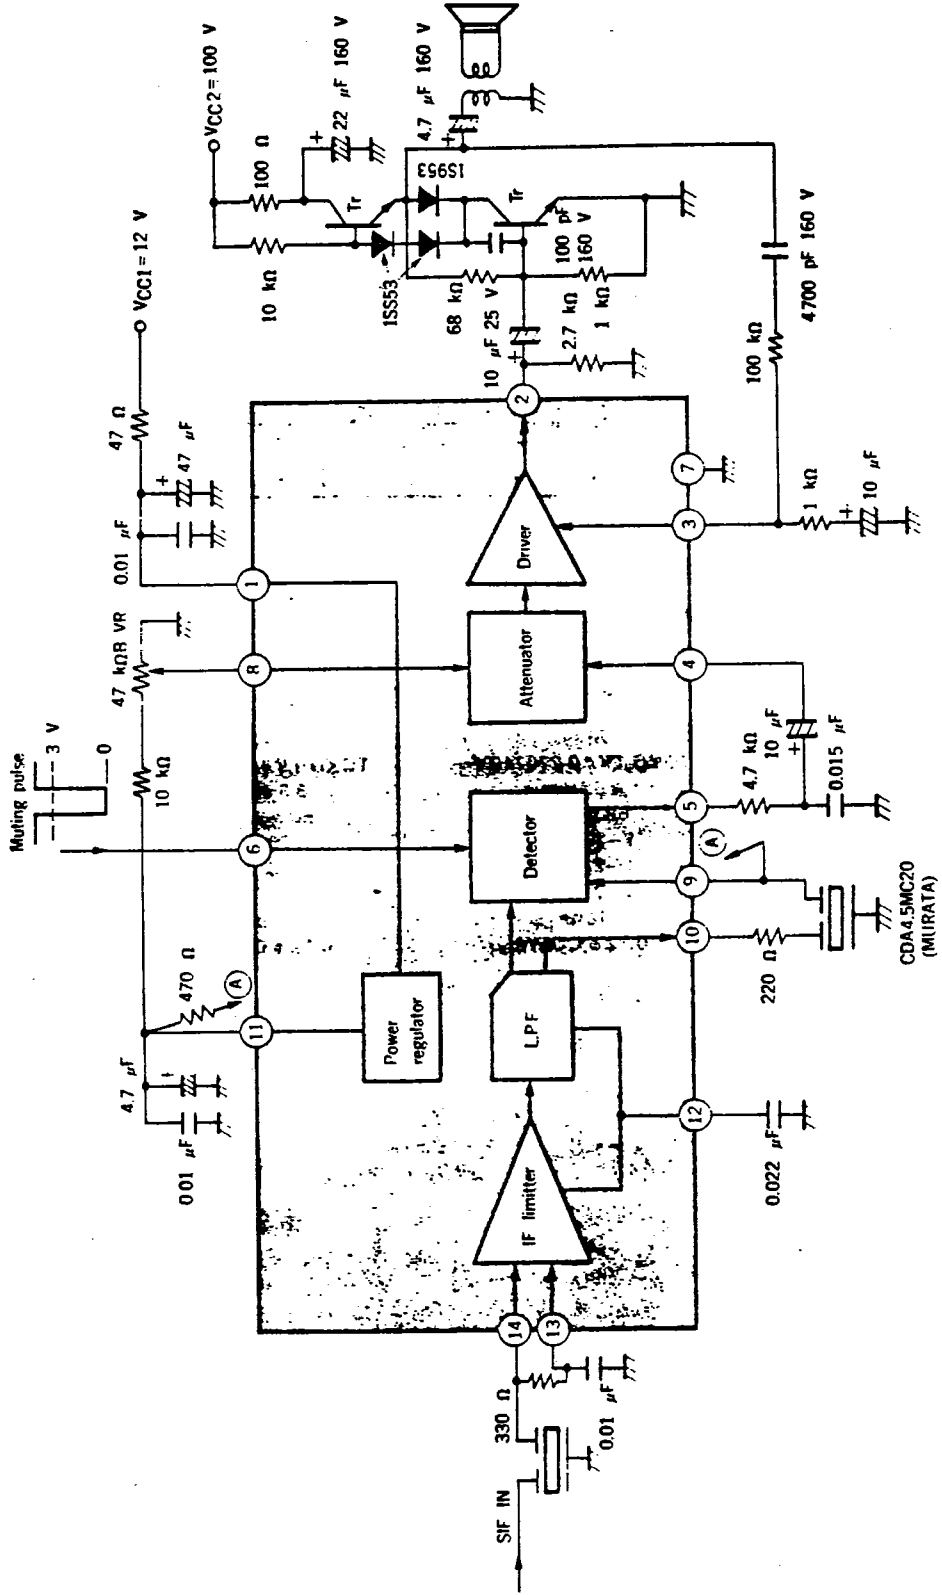 SIF IN
330 Ω
0.01 μF
14
13
IF limitter
12
0.022 μF
L.P.F
10
220 Ω
CDA4.5MC20
(MURATA)
9
A
Detector
5
4.7 kΩ
10 μF
0.015 μF
4
Attenuator
Driver
3
7
1 kΩ
10 μF
100 kΩ
4700 pF 160 V
2
10 μF 25 V
2.7 kΩ
1 kΩ
68 kΩ
100 pF
160 V
1SS53
1S953
Tr
Tr
10 kΩ
100 Ω
VCC2=100 V
+
22 μF 160 V
4.7 μF 160 V
+
VCC1=12 V
47 Ω
+
47 μF
0.01 μF
1
47 kΩB VR
8
Muting pulse
3 V
0
10 kΩ
6
470 Ω
A
11
Power
regulator
4.7 μF
+
0.01 μF